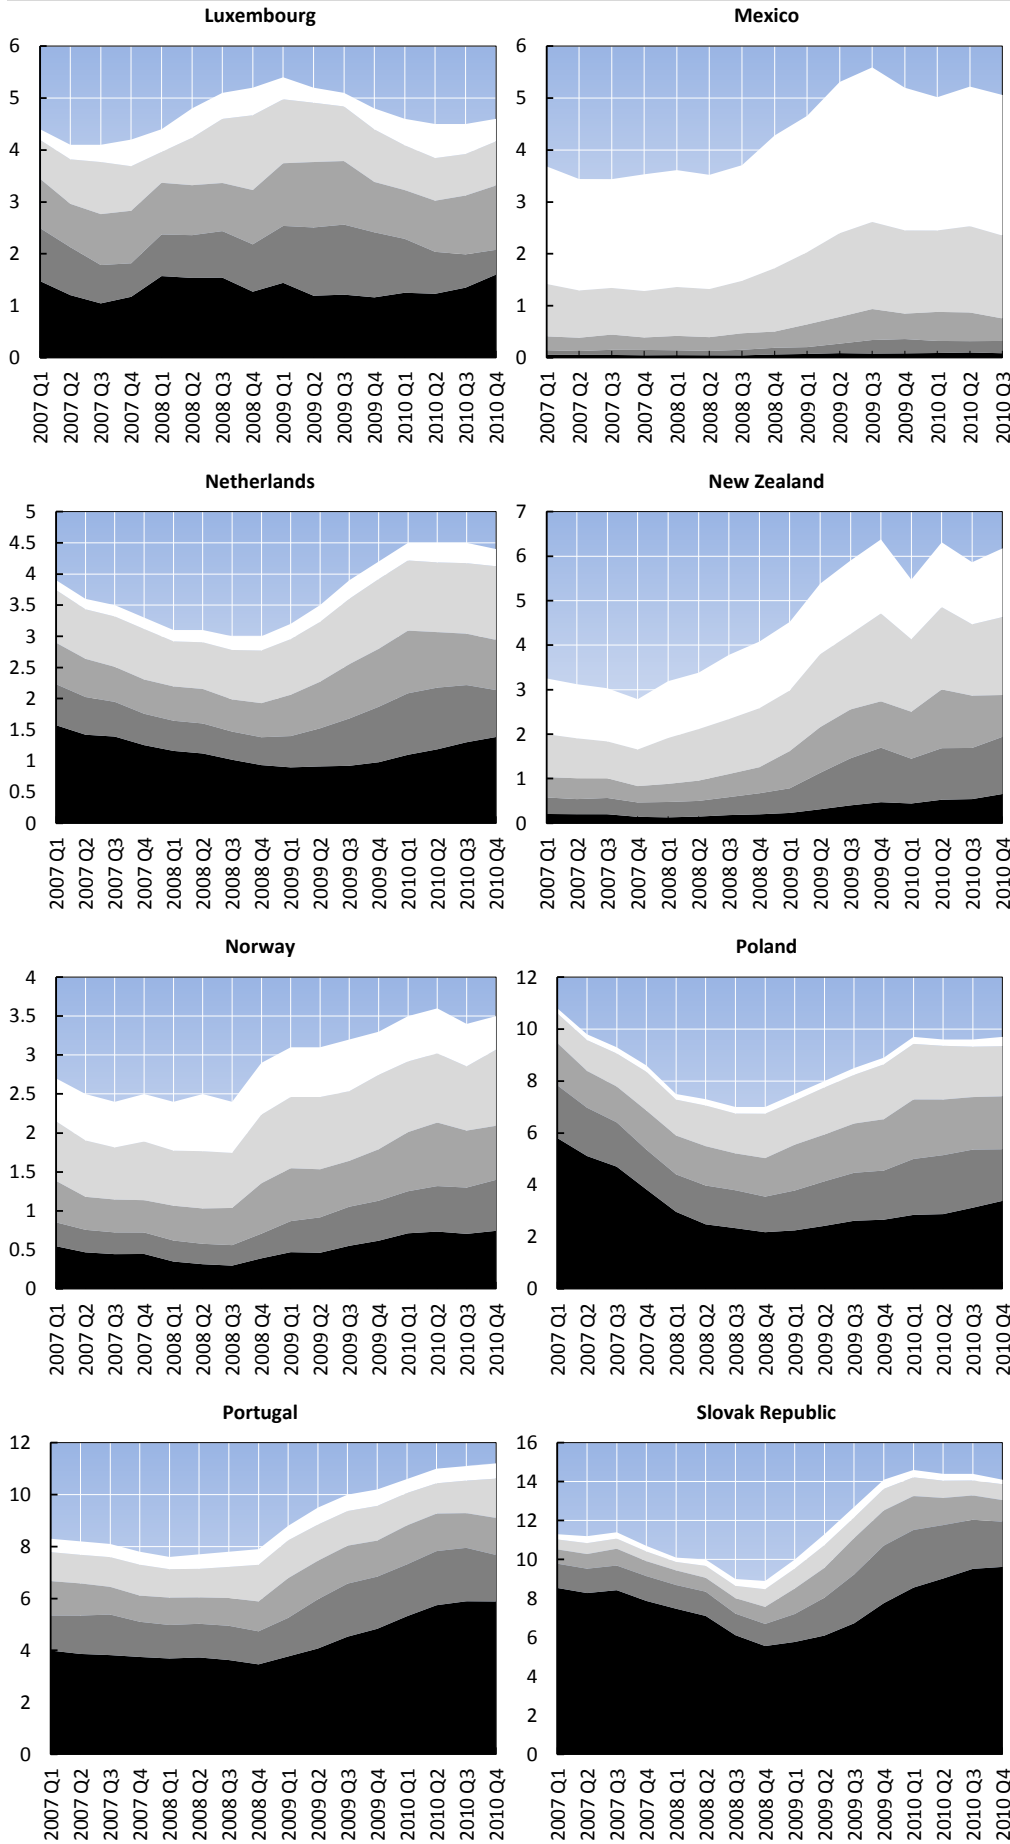 Luxembourg
6
5
4
3
2
1
0
2007 Q1
2007 Q2
2007 Q3
2007 Q4
2008 Q1
2008 Q2
2008 Q3
2008 Q4
2009 Q1
2009 Q2
2009 Q3
2009 Q4
2010 Q1
2010 Q2
2010 Q3
2010 Q4
Mexico
6
5
4
3
2
1
0
2007 Q1
2007 Q2
2007 Q3
2007 Q4
2008 Q1
2008 Q2
2008 Q3
2008 Q4
2009 Q1
2009 Q2
2009 Q3
2009 Q4
2010 Q1
2010 Q2
2010 Q3
Netherlands
5
4.5
4
3.5
3
2.5
2
1.5
1
0.5
0
2007 Q1
2007 Q2
2007 Q3
2007 Q4
2008 Q1
2008 Q2
2008 Q3
2008 Q4
2009 Q1
2009 Q2
2009 Q3
2009 Q4
2010 Q1
2010 Q2
2010 Q3
2010 Q4
New Zealand
7
6
5
4
3
2
1
0
2007 Q1
2007 Q2
2007 Q3
2007 Q4
2008 Q1
2008 Q2
2008 Q3
2008 Q4
2009 Q1
2009 Q2
2009 Q3
2009 Q4
2010 Q1
2010 Q2
2010 Q3
2010 Q4
Norway
4
3.5
3
2.5
2
1.5
1
0.5
0
2007 Q1
2007 Q2
2007 Q3
2007 Q4
2008 Q1
2008 Q2
2008 Q3
2008 Q4
2009 Q1
2009 Q2
2009 Q3
2009 Q4
2010 Q1
2010 Q2
2010 Q3
2010 Q4
Poland
12
10
8
6
4
2
0
2007 Q1
2007 Q2
2007 Q3
2007 Q4
2008 Q1
2008 Q2
2008 Q3
2008 Q4
2009 Q1
2009 Q2
2009 Q3
2009 Q4
2010 Q1
2010 Q2
2010 Q3
2010 Q4
Portugal
12
10
8
6
4
2
0
2007 Q1
2007 Q2
2007 Q3
2007 Q4
2008 Q1
2008 Q2
2008 Q3
2008 Q4
2009 Q1
2009 Q2
2009 Q3
2009 Q4
2010 Q1
2010 Q2
2010 Q3
2010 Q4
Slovak Republic
16
14
12
10
8
6
4
2
0
2007 Q1
2007 Q2
2007 Q3
2007 Q4
2008 Q1
2008 Q2
2008 Q3
2008 Q4
2009 Q1
2009 Q2
2009 Q3
2009 Q4
2010 Q1
2010 Q2
2010 Q3
2010 Q4